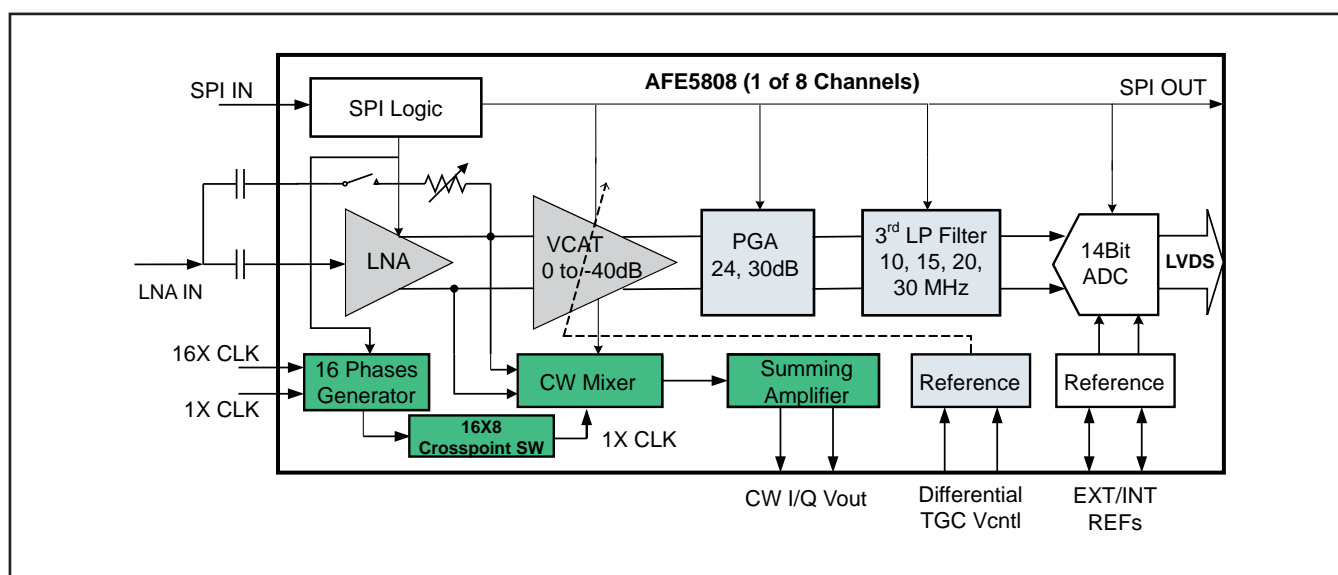 AFE5808 (1 of 8 Channels)
SPI IN
SPI Logic
SPI OUT
LNA IN
LNA
VCAT
0 to -40dB
PGA
24, 30dB
3rd LP Filter
10, 15, 20,
30 MHz
14Bit
ADC
LVDS
16X CLK
1X CLK
16 Phases
Generator
16X8
Crosspoint SW
CW Mixer
1X CLK
Summing
Amplifier
Reference
Reference
CW I/Q Vout
Differential
TGC Vcntl
EXT/INT
REFs